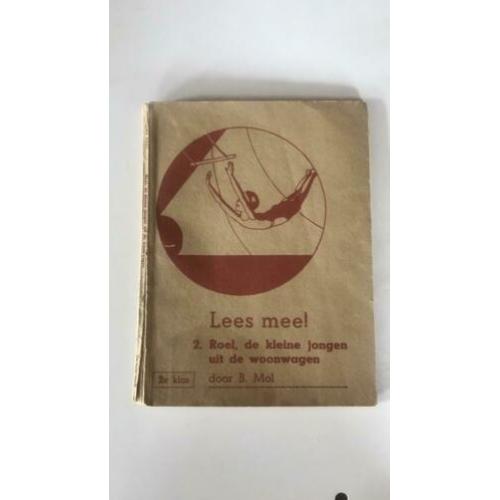 Lees mee!
2. Roel, de kleine jongen
uit de woonwagen
2e klas
door B. Mol